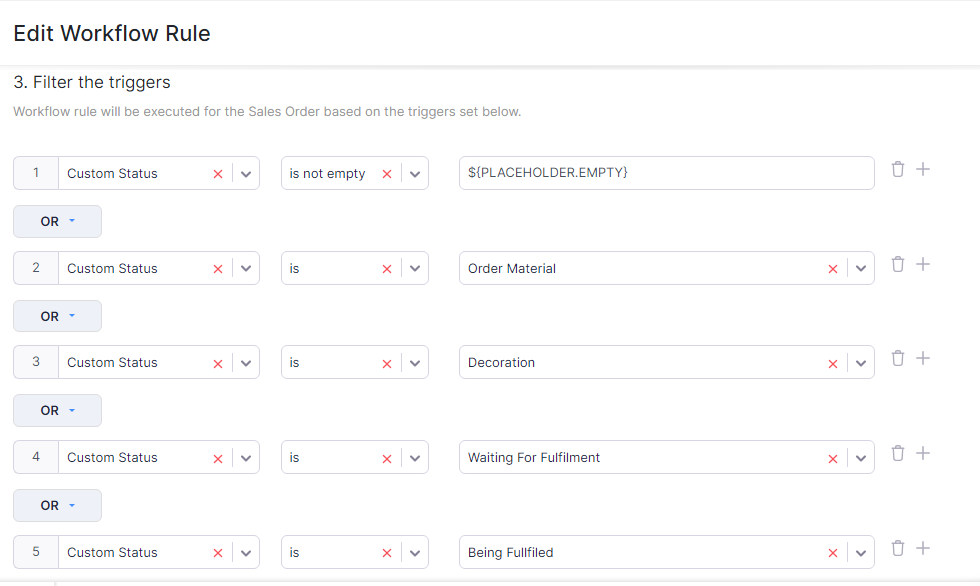 Edit Workflow Rule
3. Filter the triggers
Workflow rule will be executed for the Sales Order based on the triggers set below.
1 Custom Status is not empty ${PLACEHOLDER.EMPTY}
OR
2 Custom Status is Order Material
OR
3 Custom Status is Decoration
OR
4 Custom Status is Waiting For Fulfilment
OR
5 Custom Status is Being Fullfiled